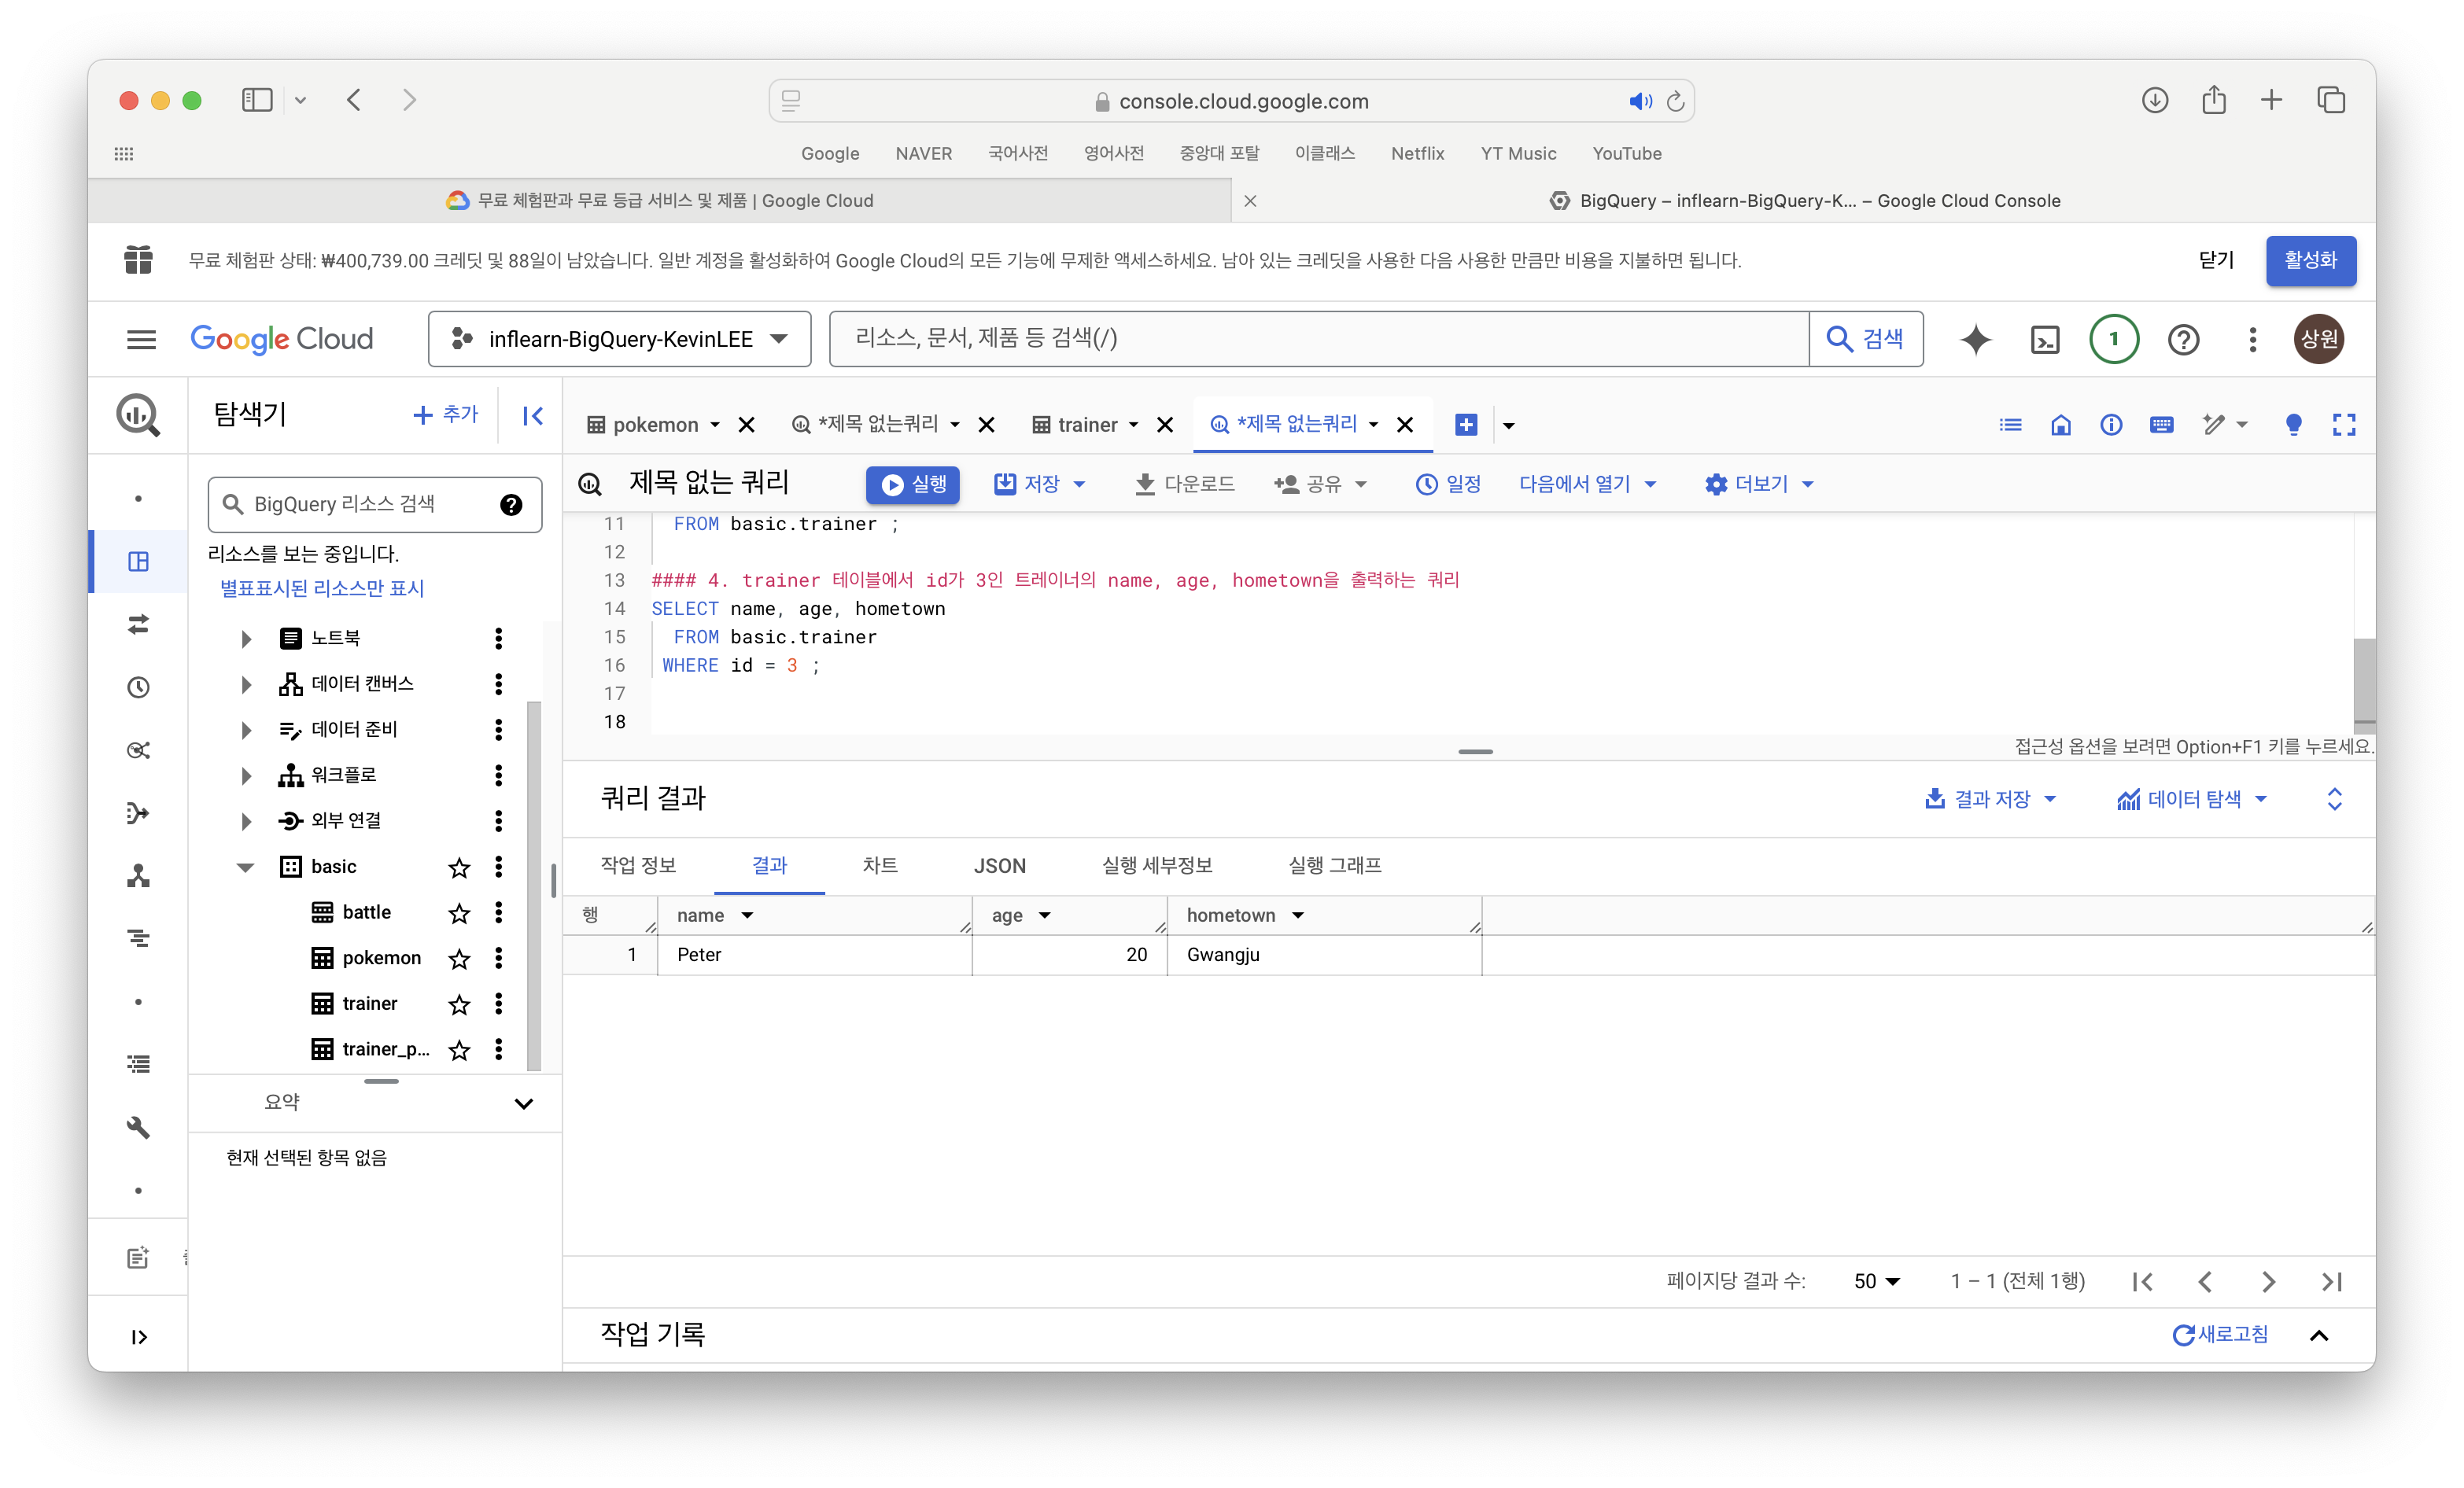 console.cloud.google.com
Google NAVER 국어사전 영어사전 중앙대 포탈 이클래스 Netflix YT Music YouTube
무료 체험판과 무료 등급 서비스 및 제품 | Google Cloud
BigQuery – inflearn-BigQuery-K... – Google Cloud Console
무료 체험판 상태: ₩400,739.00 크레딧 및 88일이 남았습니다. 일반 계정을 활성화하여 Google Cloud의 모든 기능에 무제한 액세스하세요. 남아 있는 크레딧을 사용한 다음 사용한 만큼만 비용을 지불하면 됩니다.
닫기
활성화
Google Cloud
inflearn-BigQuery-KevinLEE
리소스, 문서, 제품 등 검색(/)
검색
1
상원
탐색기
추가
pokemon
*제목 없는쿼리
trainer
*제목 없는쿼리
BigQuery 리소스 검색
리소스를 보는 중입니다.
별표표시된 리소스만 표시
노트북
데이터 캔버스
데이터 준비
워크플로
외부 연결
basic
battle
pokemon
trainer
trainer_p...
요약
현재 선택된 항목 없음
제목 없는 쿼리
실행
저장
다운로드
공유
일정
다음에서 열기
더보기
11 FROM basic.trainer ;
12
13 #### 4. trainer 테이블에서 id가 3인 트레이너의 name, age, hometown을 출력하는 쿼리
14 SELECT name, age, hometown
15 FROM basic.trainer
16 WHERE id = 3 ;
17
18
접근성 옵션을 보려면 Option+F1 키를 누르세요.
쿼리 결과
결과 저장
데이터 탐색
작업 정보 결과 차트 JSON 실행 세부정보 실행 그래프
행 name age hometown
1 Peter 20 Gwangju
페이지당 결과 수: 50 1 – 1 (전체 1행)
작업 기록
새로고침